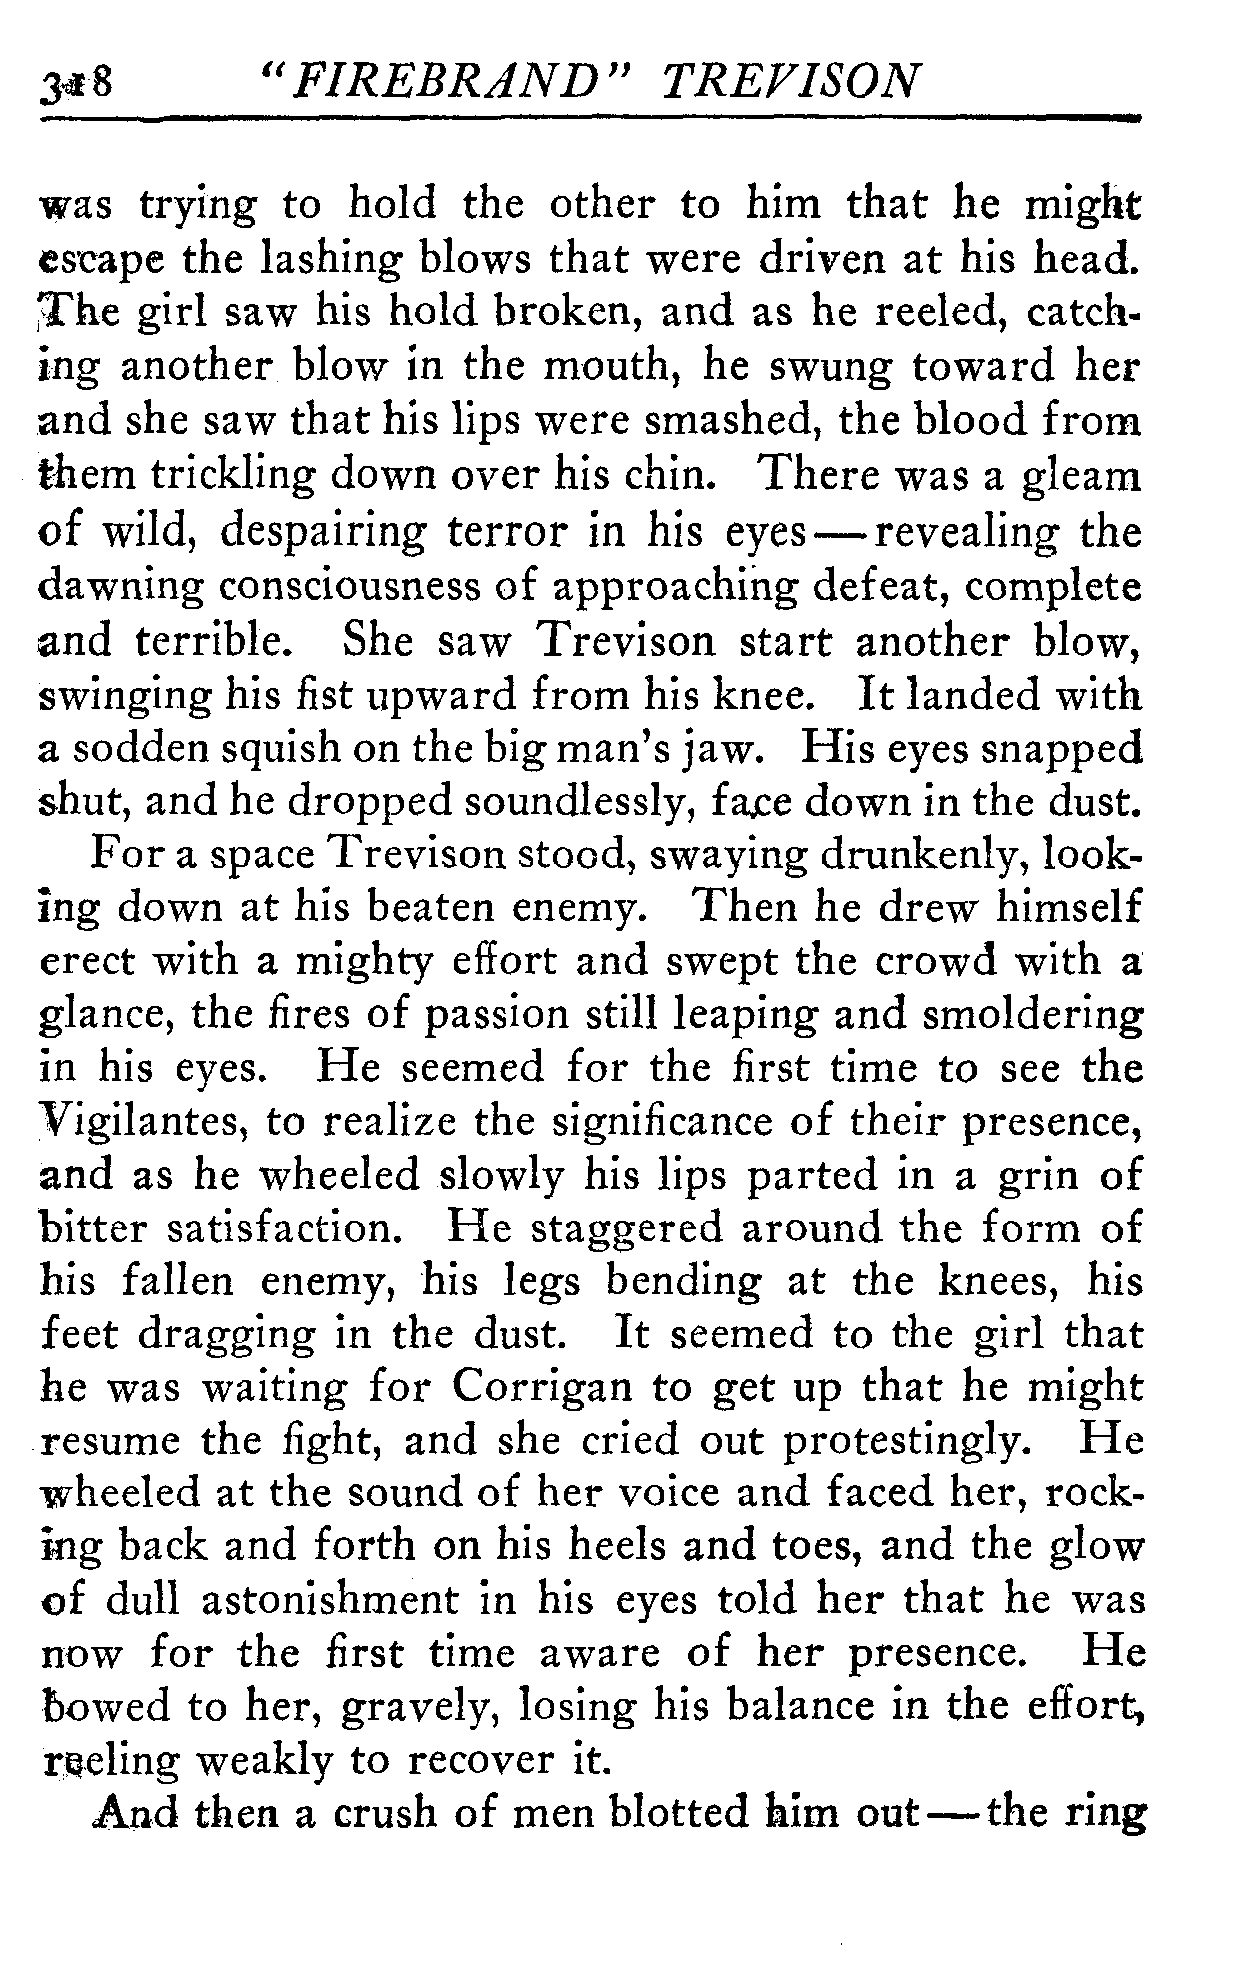 318 "FIREBRAND" TREVISON
was trying to hold the other to him that he might
escape the lashing blows that were driven at his head.
The girl saw his hold broken, and as he reeled, catch-
ing another blow in the mouth, he swung toward her
and she saw that his lips were smashed, the blood from
them trickling down over his chin. There was a gleam
of wild, despairing terror in his eyes—revealing the
dawning consciousness of approaching defeat, complete
and terrible. She saw Trevison start another blow,
swinging his fist upward from his knee. It landed with
a sodden squish on the big man's jaw. His eyes snapped
shut, and he dropped soundlessly, face down in the dust.
For a space Trevison stood, swaying drunkenly, look-
ing down at his beaten enemy. Then he drew himself
erect with a mighty effort and swept the crowd with a
glance, the fires of passion still leaping and smoldering
in his eyes. He seemed for the first time to see the
Vigilantes, to realize the significance of their presence,
and as he wheeled slowly his lips parted in a grin of
bitter satisfaction. He staggered around the form of
his fallen enemy, his legs bending at the knees, his
feet dragging in the dust. It seemed to the girl that
he was waiting for Corrigan to get up that he might
resume the fight, and she cried out protestingly. He
wheeled at the sound of her voice and faced her, rock-
ing back and forth on his heels and toes, and the glow
of dull astonishment in his eyes told her that he was
now for the first time aware of her presence. He
bowed to her, gravely, losing his balance in the effort,
reeling weakly to recover it.
And then a crush of men blotted him out—the ring